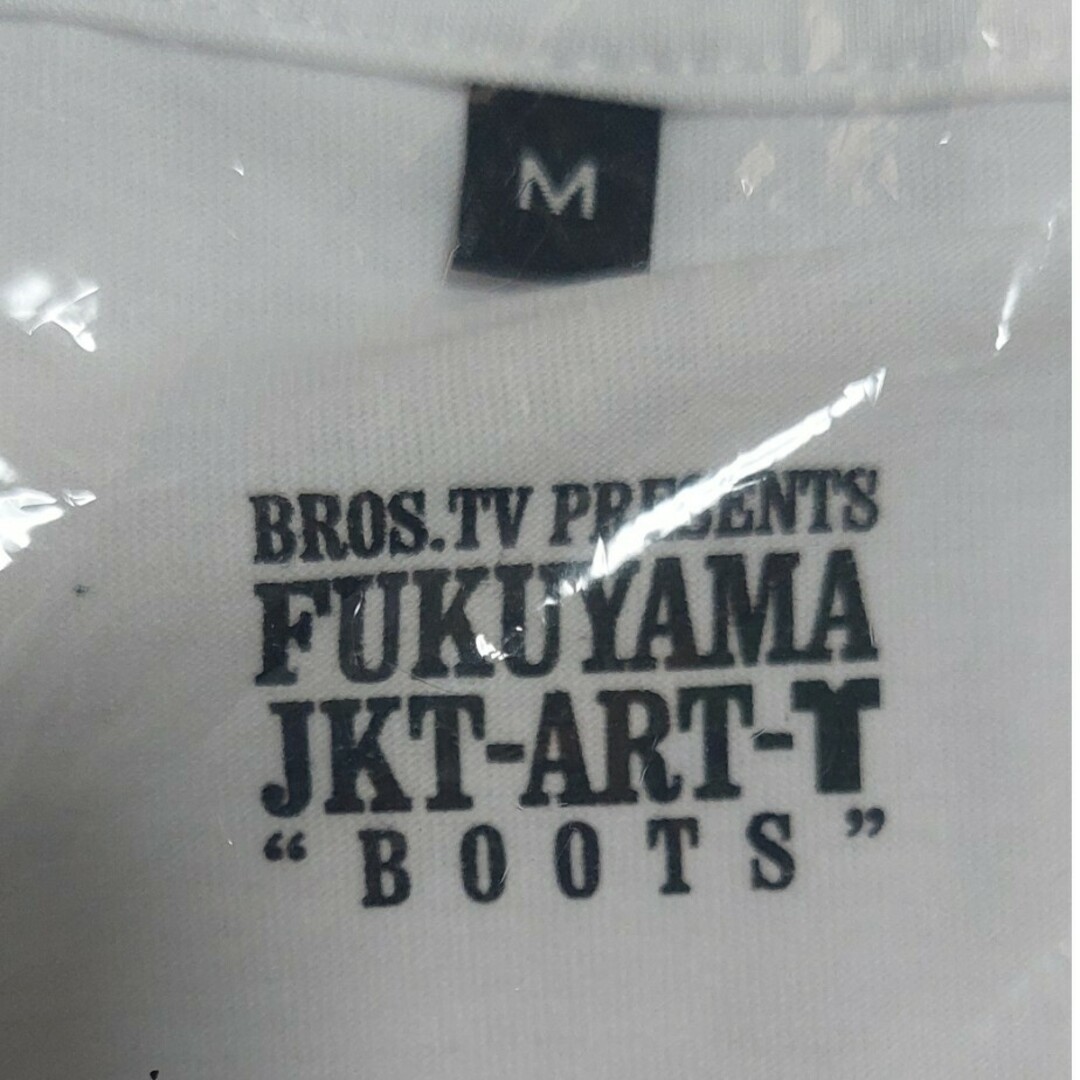 M
BROS.TV PRESENTS
FUKUYAMA
JKT-ART-T
“BOOTS”